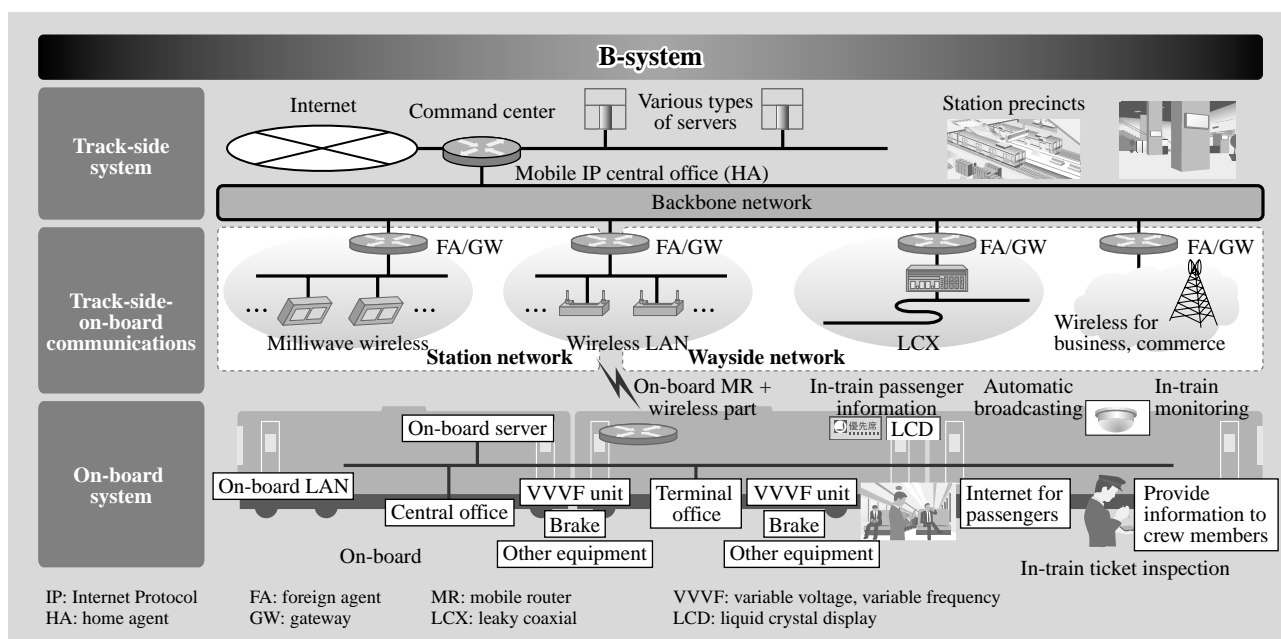 B-system
Track-side
system
Internet
Command center
Various types
of servers
Station precincts
Mobile IP central office (HA)
Backbone network
Track-side-
on-board
communications
FA/GW
FA/GW
FA/GW
FA/GW
...
...
...
...
Milliwave wireless
Wireless LAN
LCX
Wireless for
business, commerce
Station network
Wayside network
On-board
system
On-board MR +
wireless part
In-train passenger
information
Automatic
broadcasting
In-train
monitoring
On-board server
優先席
LCD
On-board LAN
Central office
VVVF unit
Brake
Other equipment
Terminal
office
VVVF unit
Brake
Other equipment
Internet for
passengers
Provide
information to
crew members
On-board
In-train ticket inspection
IP: Internet Protocol
HA: home agent
FA: foreign agent
GW: gateway
MR: mobile router
LCX: leaky coaxial
VVVF: variable voltage, variable frequency
LCD: liquid crystal display